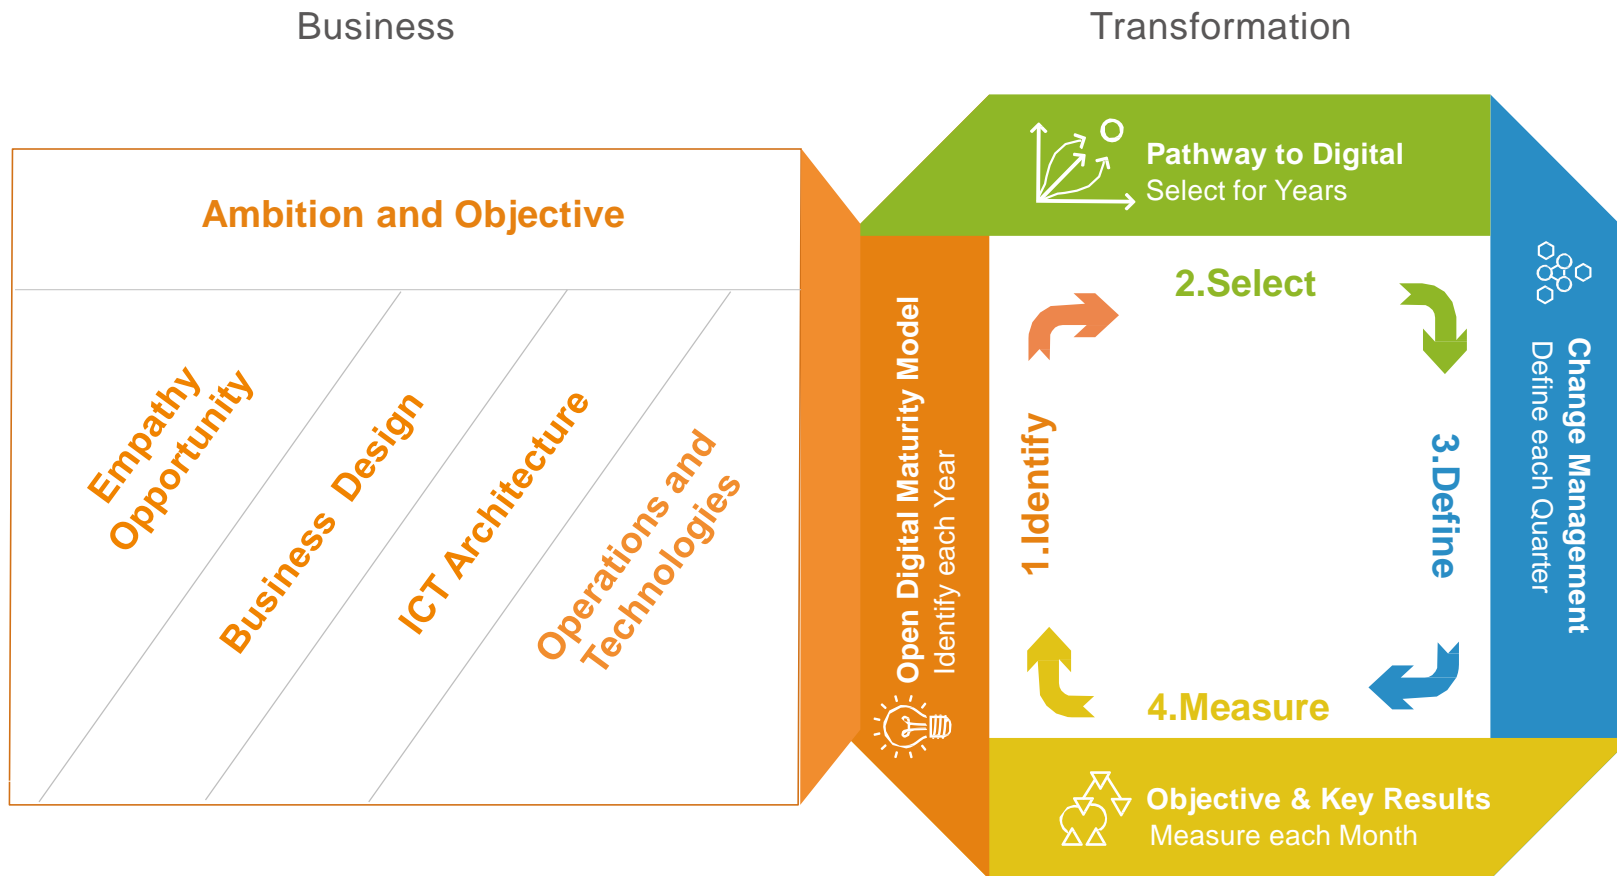 Business
Transformation
Ambition and Objective
Empathy
Opportunity
Business Design
ICT Architecture
Operations and
Technologies
Open Digital Maturity Model
Identify each Year
Pathway to Digital
Select for Years
Change Management
Define each Quarter
Objective & Key Results
Measure each Month
1.Identify
2.Select
3.Define
4.Measure